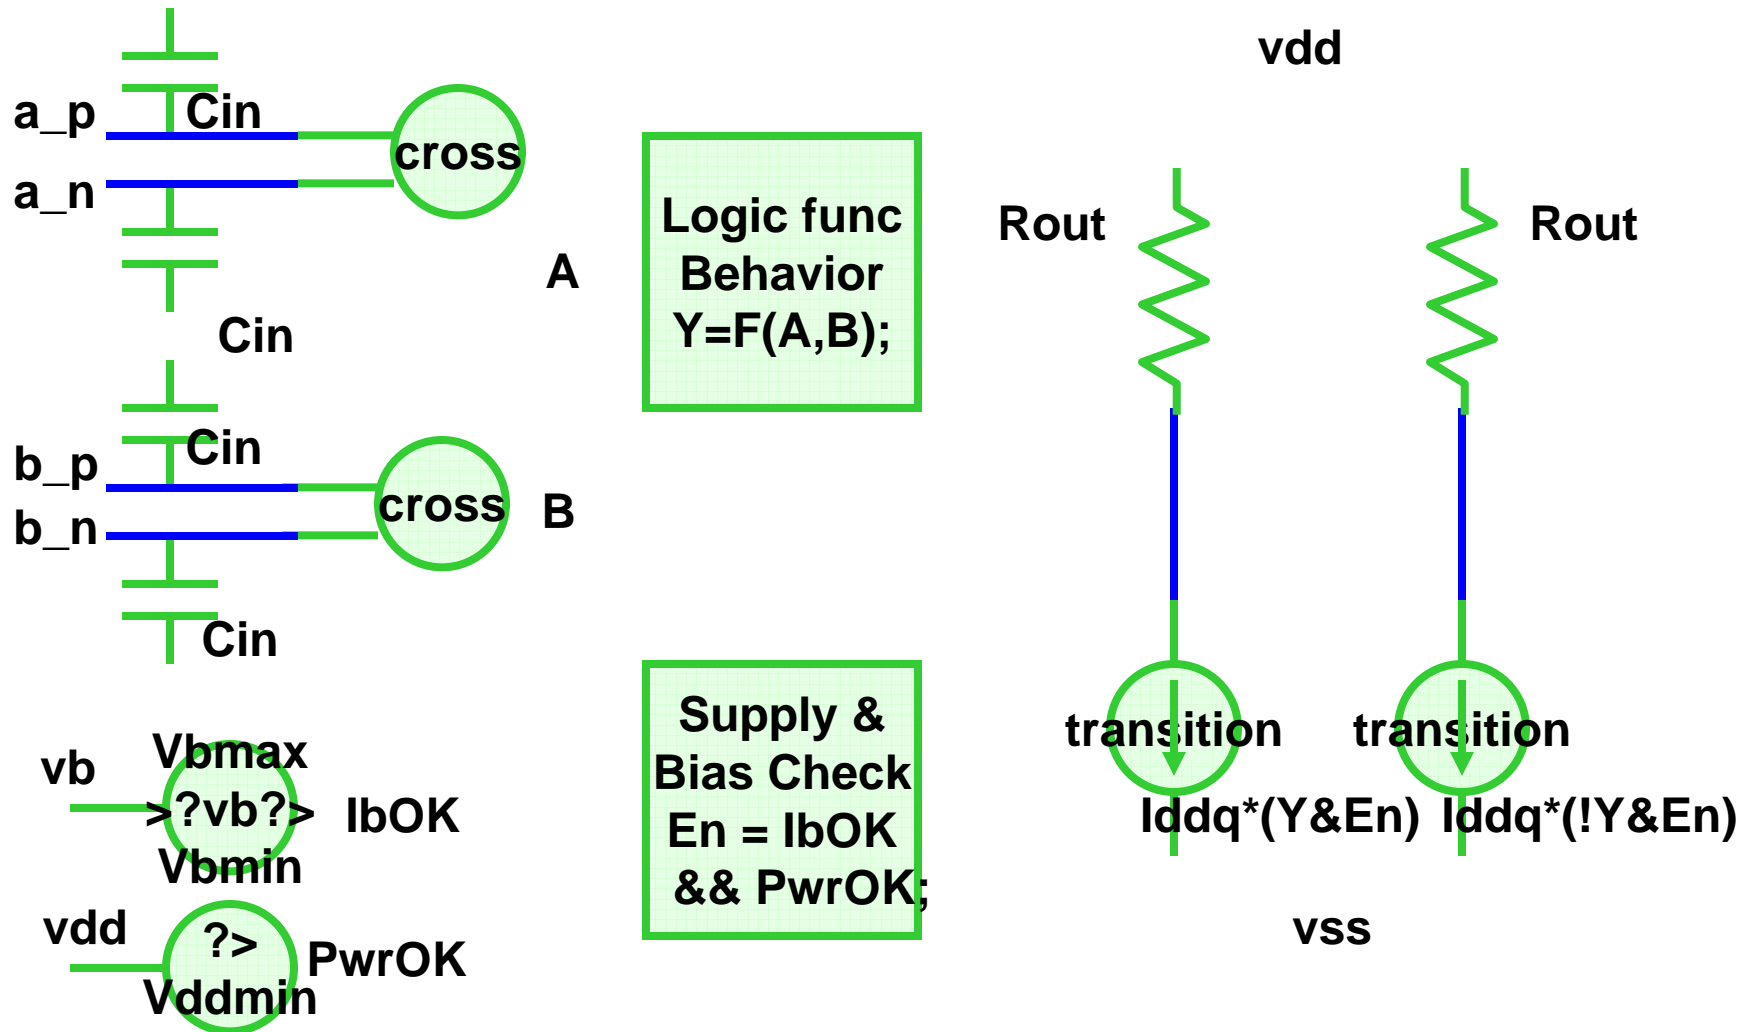 vdd
a_p
Cin
cross
a_n
Logic func
Behavior
Y=F(A,B);
Rout
Rout
A
Cin
Cin
b_p
cross
B
b_n
Cin
Supply &
Bias Check
En = IbOK
&& PwrOK;
transition
transition
Iddq*(Y&En)
Iddq*(!Y&En)
vb
Vbmax
>?vb?>
Vbmin
IbOK
vdd
?>
Vddmin
PwrOK
vss